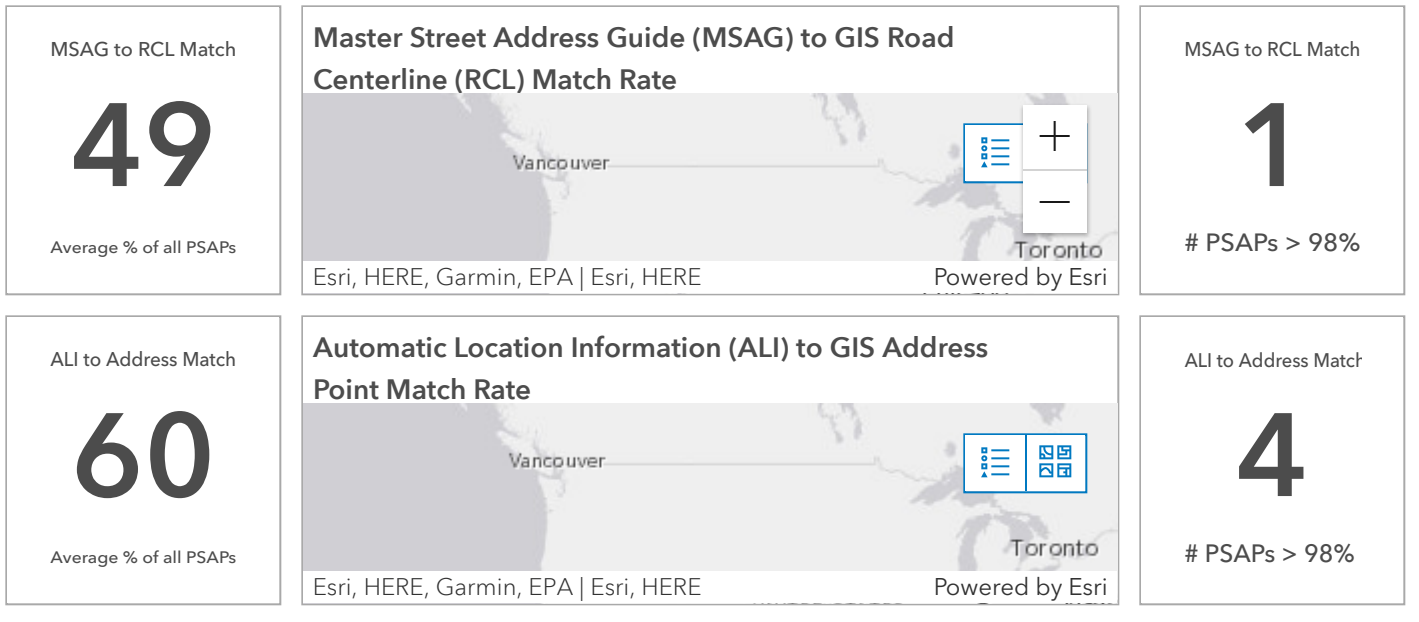 MSAG to RCL Match
49
Average % of all PSAPs
Master Street Address Guide (MSAG) to GIS Road
Centerline (RCL) Match Rate
Vancouver
Toronto
Esri, HERE, Garmin, EPA | Esri, HERE
Powered by Esri
MSAG to RCL Match
1
# PSAPs > 98%
ALI to Address Match
60
Average % of all PSAPs
Automatic Location Information (ALI) to GIS Address
Point Match Rate
Vancouver
Toronto
Esri, HERE, Garmin, EPA | Esri, HERE
Powered by Esri
ALI to Address Match
4
# PSAPs > 98%